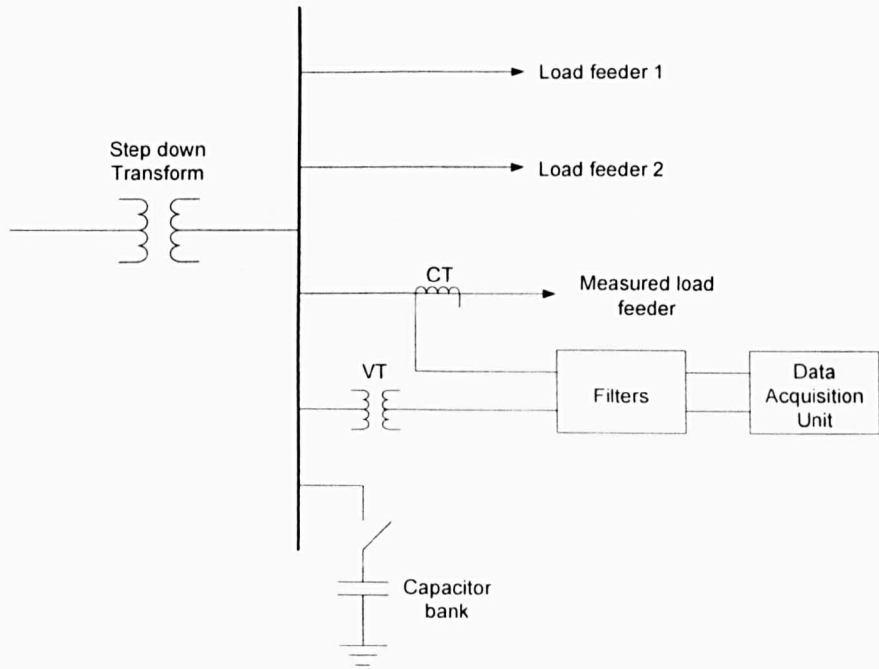 Load feeder 1
Step down
Transform
Load feeder 2
CT
Measured load
feeder
VT
Filters
Data
Acquisition
Unit
Capacitor
bank